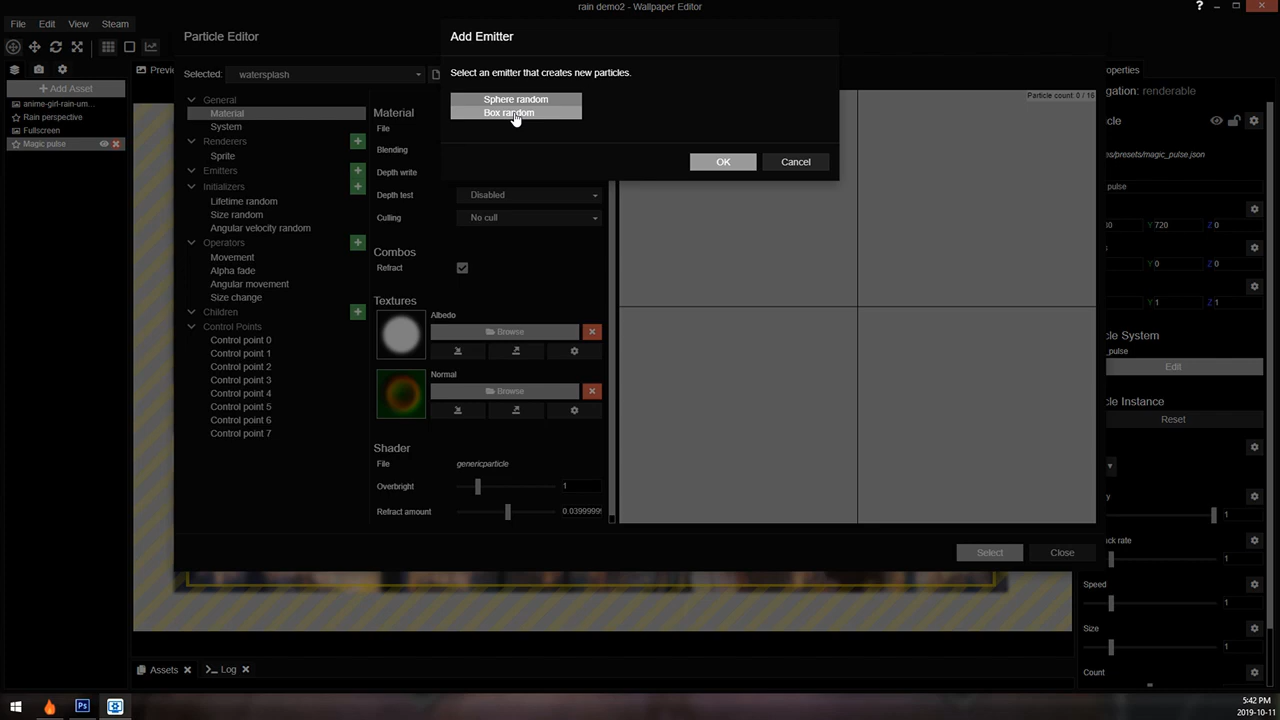 rain demo2 - Wallpaper Editor
?
File Edit View Steam
Particle Editor
Add Emitter
Selected: watersplash
Select an emitter that creates new particles.
Previe
roperties
+ Add Asset
anime-girl-rain-um...
Rain perspective
Fullscreen
Magic pulse
General
Material
System
Renderers
Sprite
Emitters
Initializers
Lifetime random
Size random
Angular velocity random
Operators
Movement
Alpha fade
Angular movement
Size change
Children
Control Points
Control point 0
Control point 1
Control point 2
Control point 3
Control point 4
Control point 5
Control point 6
Control point 7
Material
File
Blending
Depth write
Depth test Disabled
Culling No cull
Combos
Refract
Textures
Albedo
Browse
Normal
Browse
Shader
File genericparticle
Overbright 1
Refract amount 0.0399999
Sphere random
Box random
OK Cancel
Particle count: 0 / 16
Select Close
gation: renderable
cle
es/presets/magic_pulse.json
pulse
Y 720 Z 0
Y 0 Z 0
Y 1 Z 1
cle System
_pulse
Edit
cle Instance
Reset
y
1
ck rate
1
Speed
1
Size
1
Count
Assets Log
Ps
5:42 PM
2019-10-11